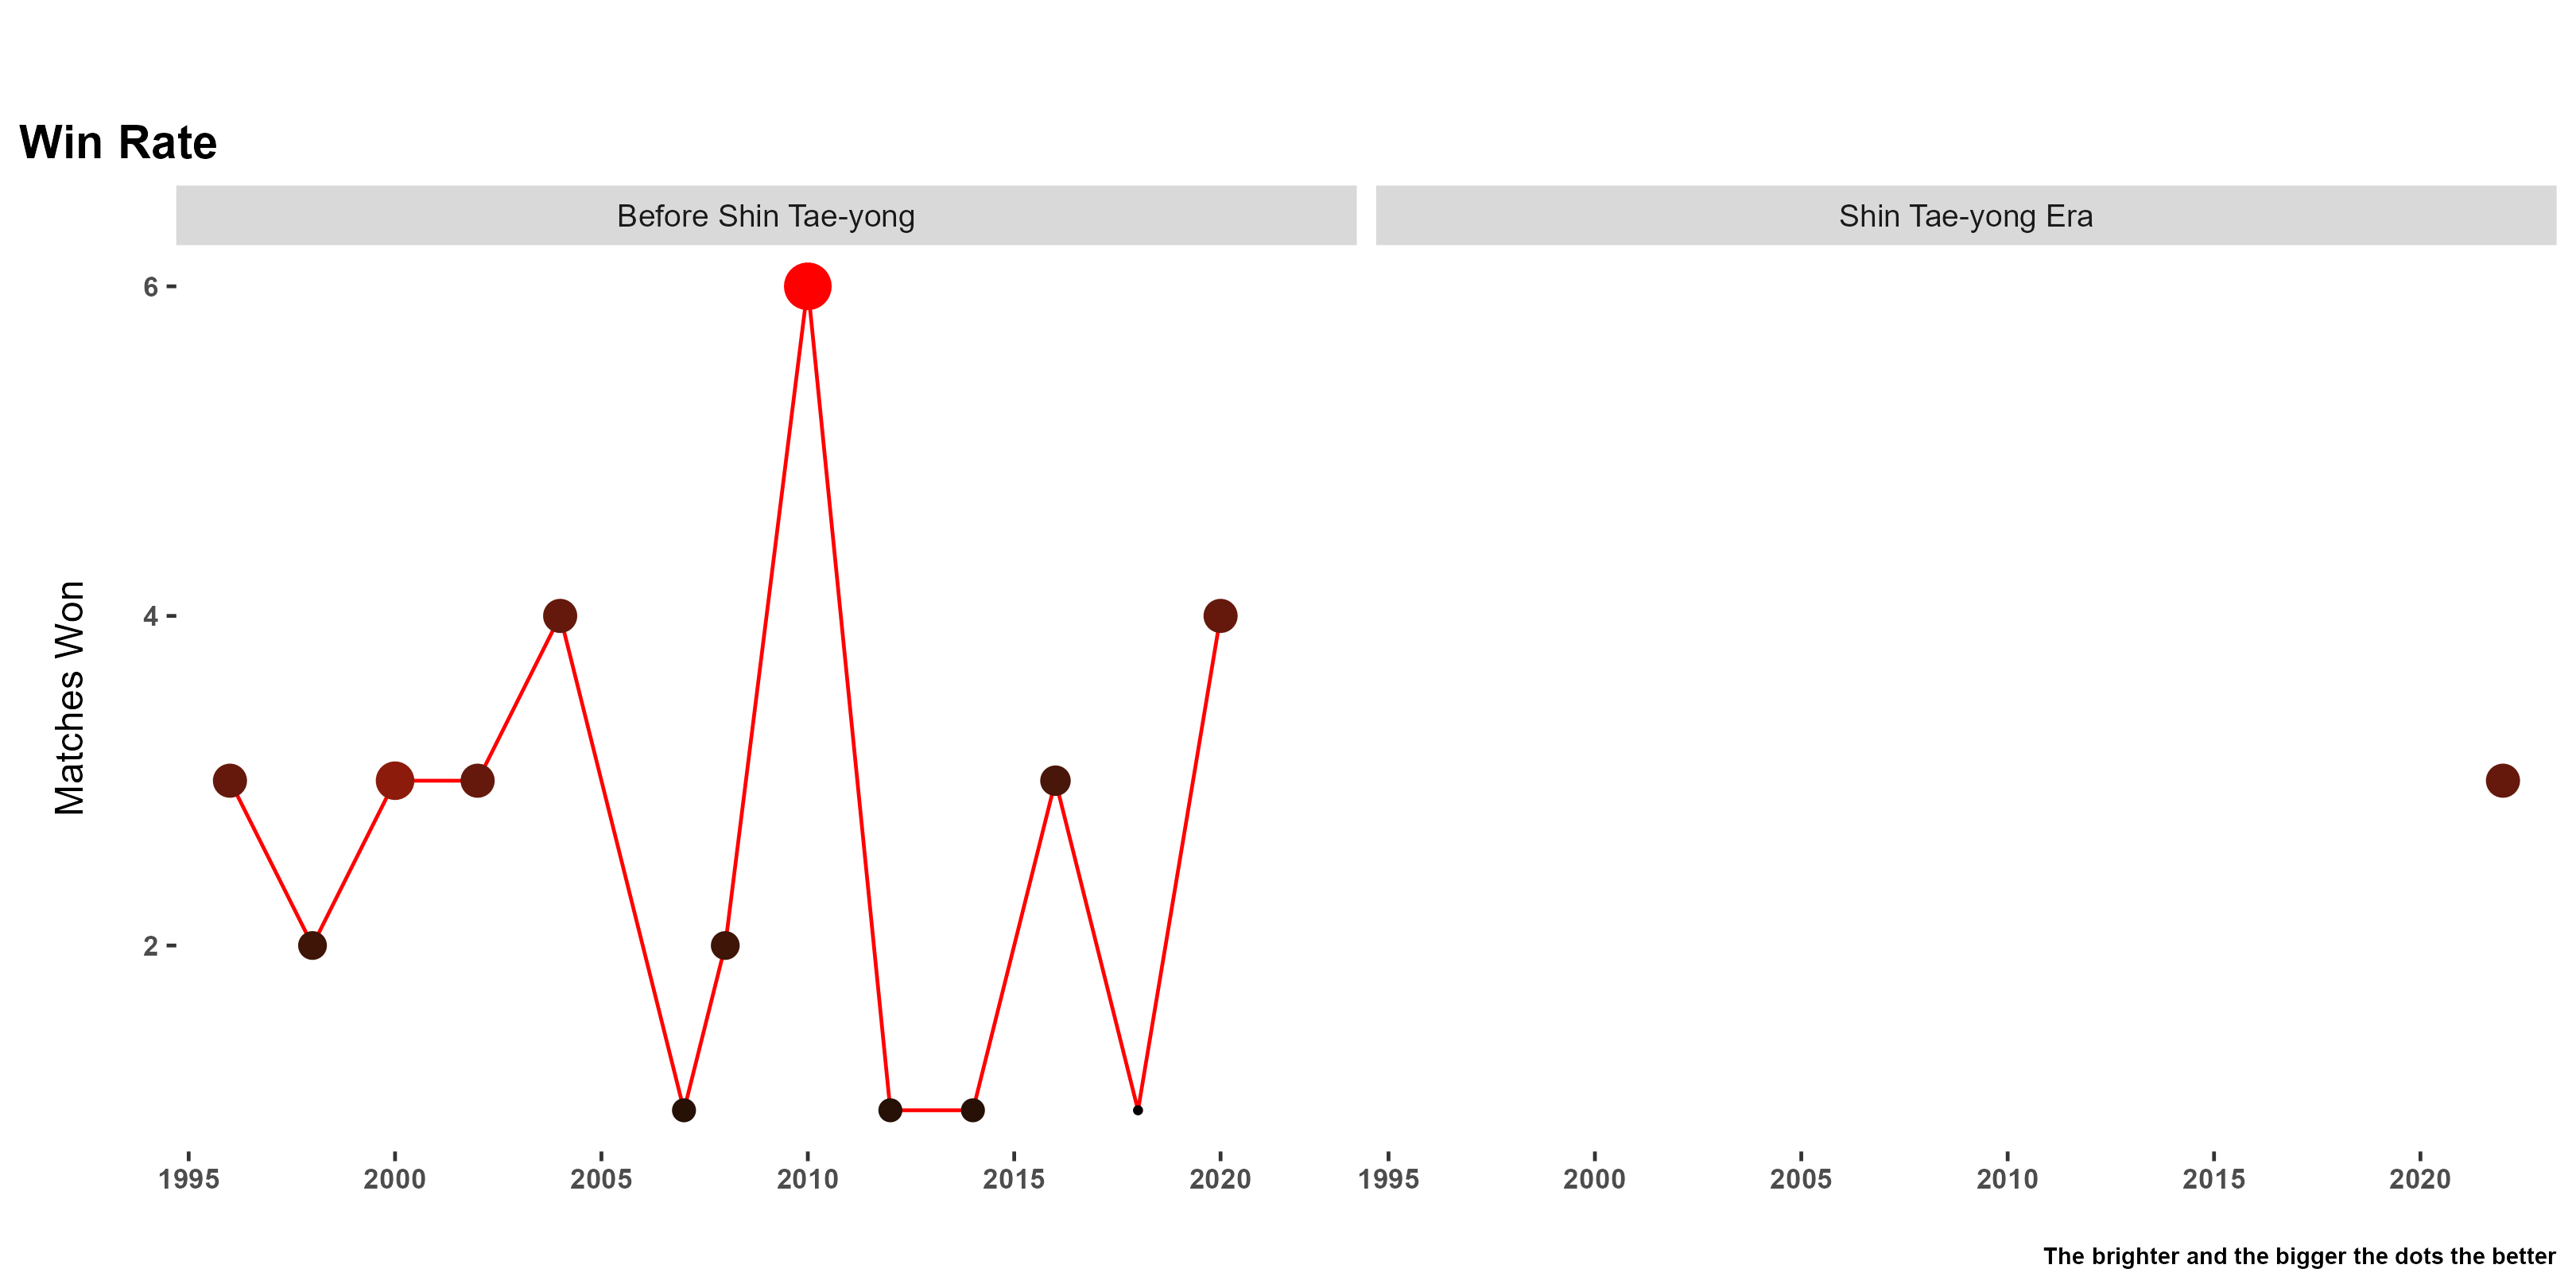 Win Rate
Before Shin Tae-yong
Shin Tae-yong Era
Matches Won
6
4
2
1995 2000 2005 2010 2015 2020 1995 2000 2005 2010 2015 2020
The brighter and the bigger the dots the better